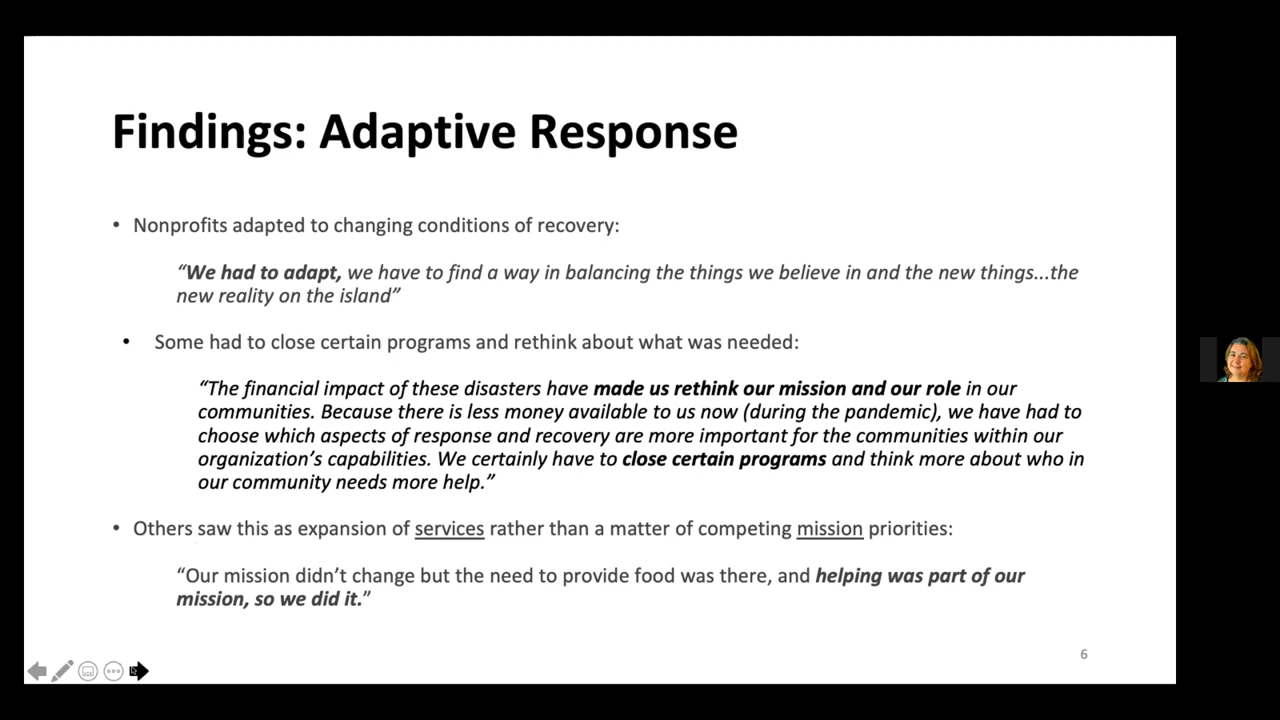 Findings: Adaptive Response
• Nonprofits adapted to changing conditions of recovery:
“We had to adapt, we have to find a way in balancing the things we believe in and the new things...the
new reality on the island”
• Some had to close certain programs and rethink about what was needed:
“The financial impact of these disasters have made us rethink our mission and our role in our
communities. Because there is less money available to us now (during the pandemic), we have had to
choose which aspects of response and recovery are more important for the communities within our
organization’s capabilities. We certainly have to close certain programs and think more about who in
our community needs more help.”
• Others saw this as expansion of services rather than a matter of competing mission priorities:
“Our mission didn’t change but the need to provide food was there, and helping was part of our
mission, so we did it.”
6